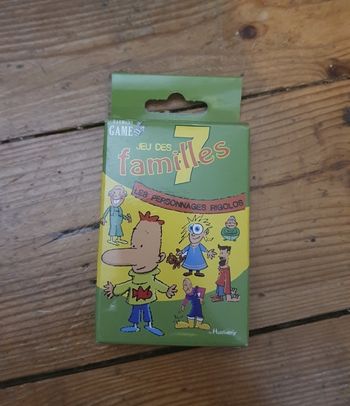 GAMES
JEU DES
7
familles
LES PERSONNAGES RIGOLOS